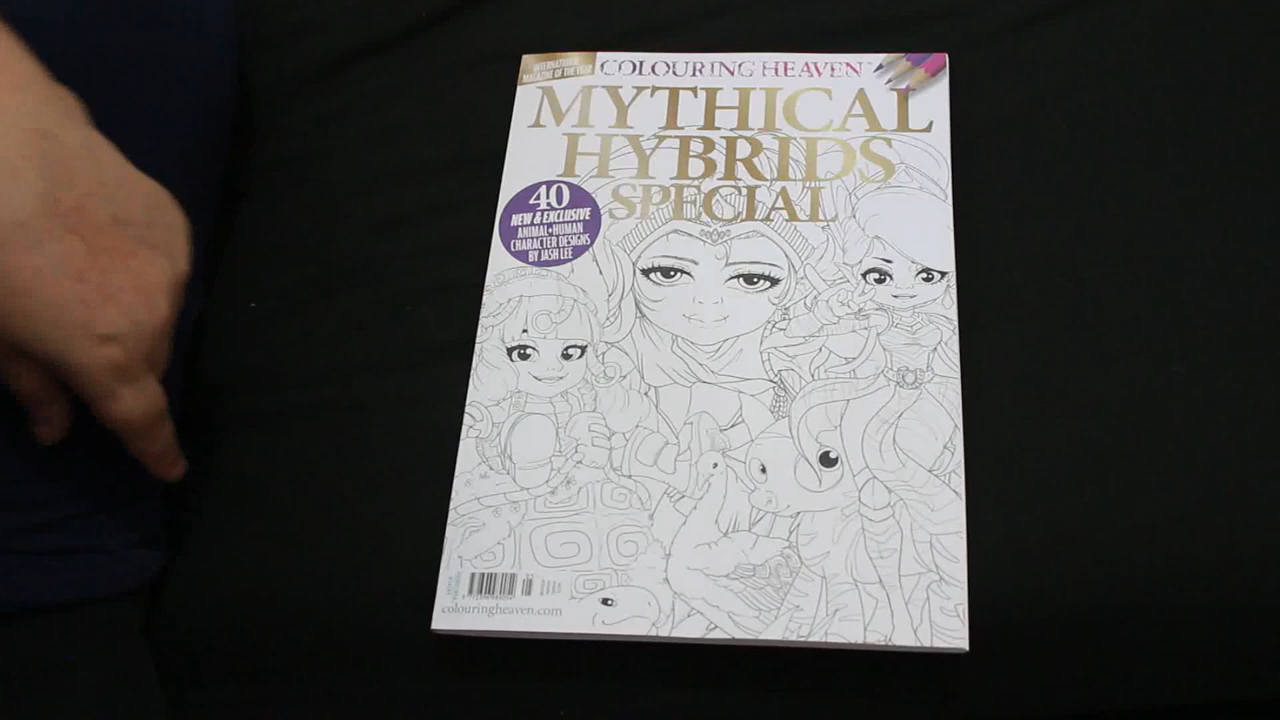 INTERNATIONAL
MAGAZINE OF THE YEAR
COLOURING HEAVEN
MYTHICAL
HYBRIDS
SPECIAL
40
NEW & EXCLUSIVE
ANIMAL+HUMAN
CHARACTER DESIGNS
BY JASH LEE
colouringheaven.com